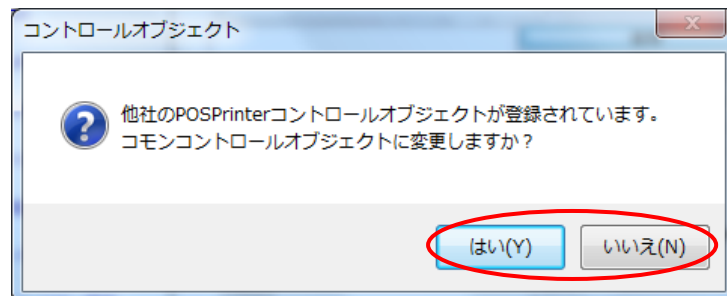 コントロールオブジェクト
他社のPOSPrinterコントロールオブジェクトが登録されています。
コモンコントロールオブジェクトに変更しますか？
はい(Y) いいえ(N)